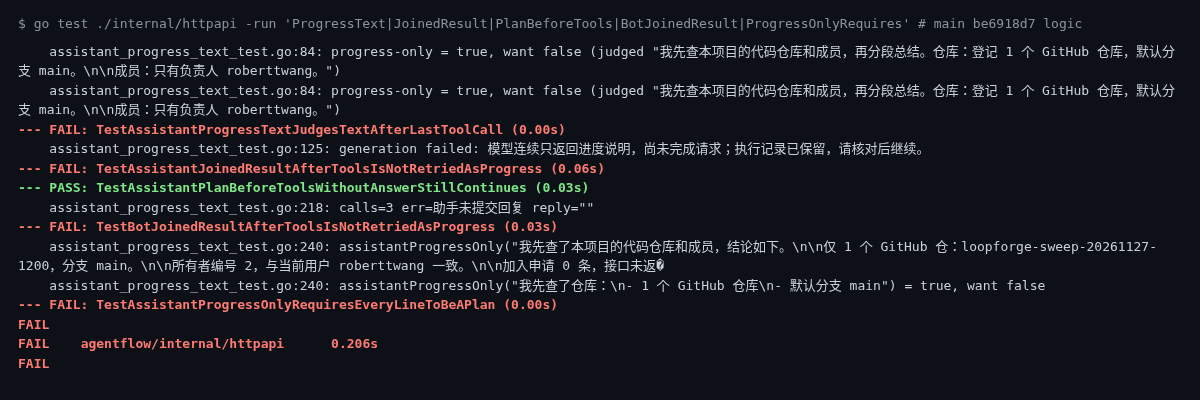 $ go test ./internal/httpapi -run 'ProgressText|JoinedResult|PlanBeforeTools|BotJoinedResult|ProgressOnlyRequires' # main be6918d7 logic
    assistant_progress_text_test.go:84: progress-only = true, want false (judged "我先查本项目的代码仓库和成员，再分段总结。仓库：登记 1 个 GitHub 仓库，默认分
支 main。\n\n成员：只有负责人 roberttwang。")
    assistant_progress_text_test.go:84: progress-only = true, want false (judged "我先查本项目的代码仓库和成员，再分段总结。仓库：登记 1 个 GitHub 仓库，默认分
支 main。\n\n成员：只有负责人 roberttwang。")
--- FAIL: TestAssistantProgressTextJudgesTextAfterLastToolCall (0.00s)
    assistant_progress_text_test.go:125: generation failed: 模型连续只返回进度说明，尚未完成请求；执行记录已保留，请核对后继续。
--- FAIL: TestAssistantJoinedResultAfterToolsIsNotRetriedAsProgress (0.06s)
--- PASS: TestAssistantPlanBeforeToolsWithoutAnswerStillContinues (0.03s)
    assistant_progress_text_test.go:218: calls=3 err=助手未提交回复 reply=""
--- FAIL: TestBotJoinedResultAfterToolsIsNotRetriedAsProgress (0.03s)
    assistant_progress_text_test.go:240: assistantProgressOnly("我先查了本项目的代码仓库和成员，结论如下。\n\n仅 1 个 GitHub 仓：loopforge-sweep-20261127-
1200，分支 main。\n\n所有者编号 2，与当前用户 roberttwang 一致。\n\n加入申请 0 条，接口未返�
    assistant_progress_text_test.go:240: assistantProgressOnly("我先查了仓库：\n- 1 个 GitHub 仓库\n- 默认分支 main") = true, want false
--- FAIL: TestAssistantProgressOnlyRequiresEveryLineToBeAPlan (0.00s)
FAIL
FAIL    agentflow/internal/httpapi      0.206s
FAIL